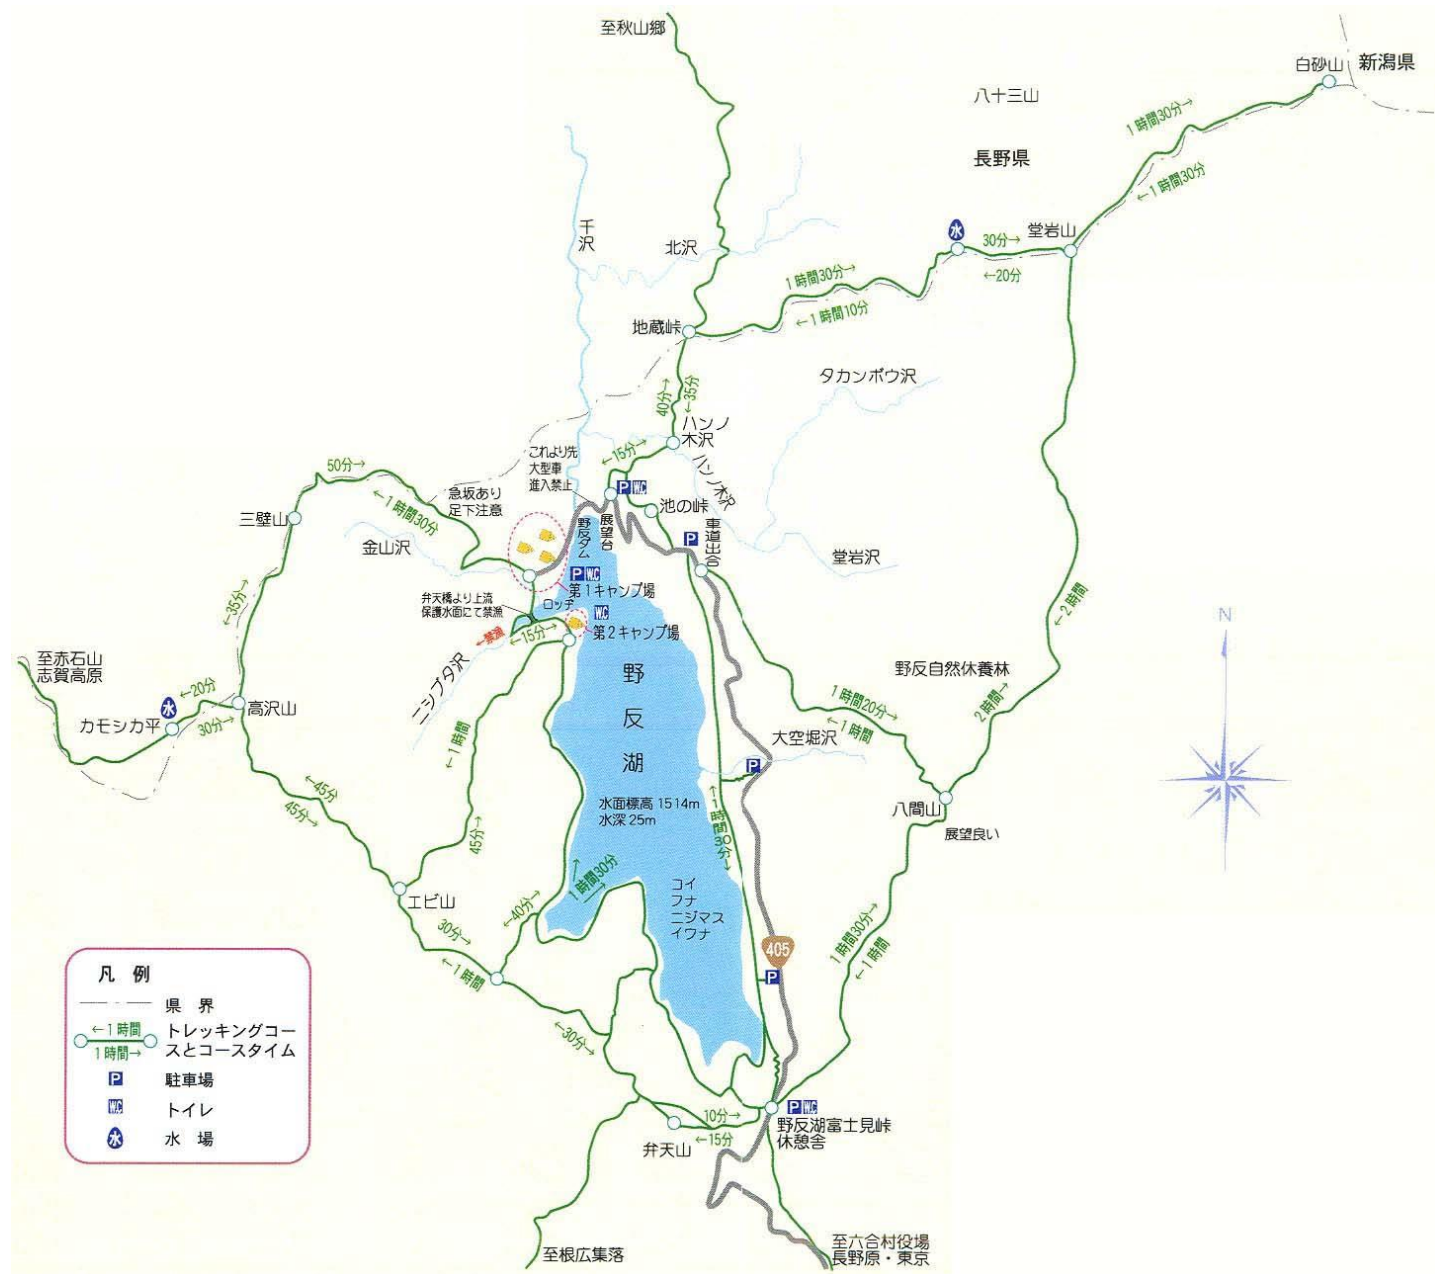 至秋山郷
白砂山
新潟県
八十三山
長野県
1時間30分→
←1時間30分
千沢
北沢
水
30分→
←20分
堂岩山
1時間30分→
←1時間10分
地蔵峠
タカンボウ沢
40分→
←35分
ハンノ
木沢
これより先
大型車
進入禁止
←15分→
P
WC
ハンノ木沢
50分→
←1時間30分
急坂あり
足下注意
三壁山
金山沢
野反ダム
展望台
池の峠
P
車道出合
堂岩沢
P
WC
第1キャンプ場
ロッヂ
弁天橋より上流
保護水面にて禁漁
WC
←禁漁
←15分→
第2キャンプ場
←35分→
←2時間
至赤石山
志賀高原
ニシブタ沢
野反湖
野反自然休養林
←20分
水
カモシカ平
30分→
高沢山
←1時間
1時間20分→
←1時間
2時間→
大空堀沢
P
←45分
45分→
45分→
水面標高1514m
水深25m
←1時間30分→
八間山
展望良い
1時間30分→
コイ
フナ
ニジマス
イワナ
エビ山
←40分→
30分→
←1時間
405
1時間30分→
←1時間
P
←30分→
凡 例
県 界
←1時間
1時間→
トレッキングコー
スとコースタイム
P
駐車場
WC
トイレ
水
水 場
10分→
←15分
P
WC
野反湖富士見峠
休憩舎
弁天山
至根広集落
至六合村役場
長野原・東京
N